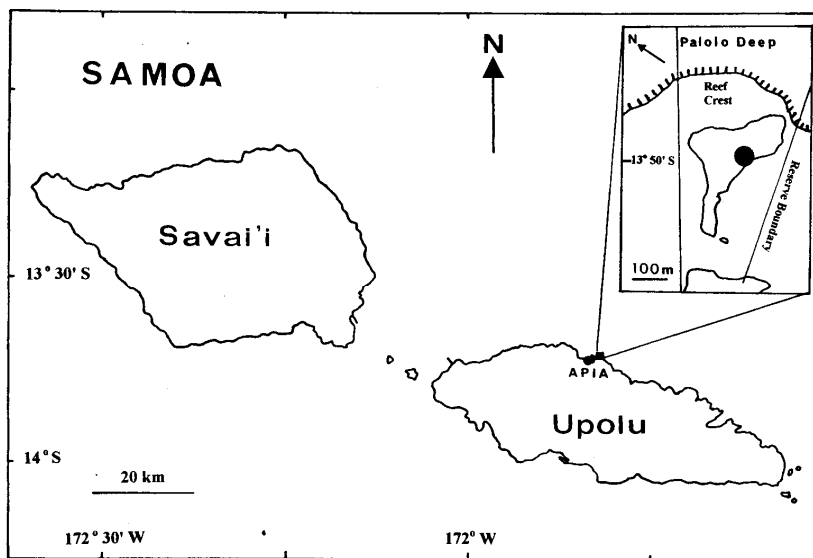 SAMOA
N
N
Palolo Deep
Reef
Crest
13° 50' S
Reserve Boundary
100m
Savai'i
13° 30' S
APIA
Upolu
14° S
20 km
172° 30' W
172° W